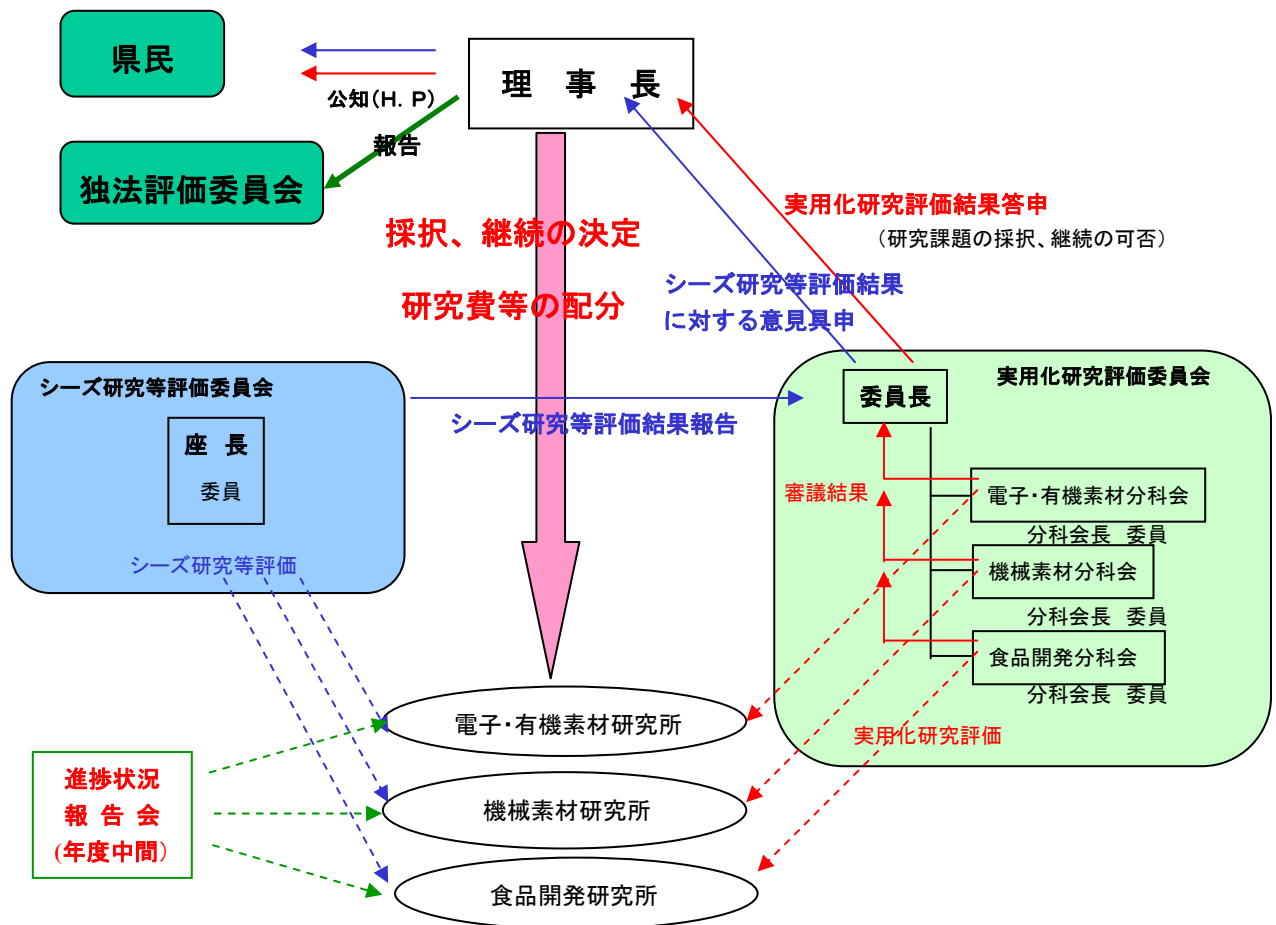 県民
理 事 長
公知(H. P)
報告
独法評価委員会
採択、継続の決定
研究費等の配分
実用化研究評価結果答申
(研究課題の採択、継続の可否)
シーズ研究等評価結果
に対する意見具申
シーズ研究等評価委員会
座 長
委員
シーズ研究等評価
シーズ研究等評価結果報告
実用化研究評価委員会
委員長
審議結果
電子・有機素材分科会
分科会長 委員
機械素材分科会
分科会長 委員
食品開発分科会
分科会長 委員
実用化研究評価
電子・有機素材研究所
機械素材研究所
食品開発研究所
進捗状況
報 告 会
(年度中間)